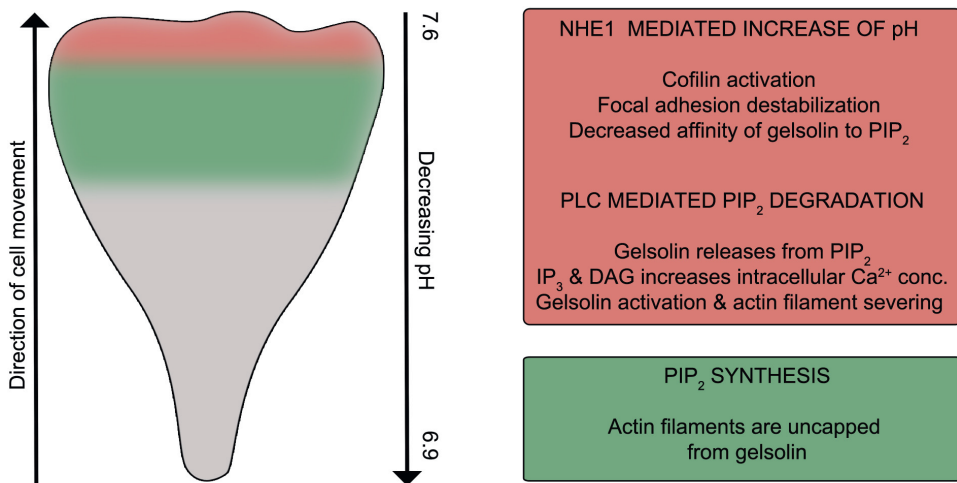 Direction of cell movement
7.6
Decreasing pH
6.9
NHE1 MEDIATED INCREASE OF pH
Cofilin activation
Focal adhesion destabilization
Decreased affinity of gelsolin to PIP₂
PLC MEDIATED PIP₂ DEGRADATION
Gelsolin releases from PIP₂
IP₃ & DAG increases intracellular Ca²⁺ conc.
Gelsolin activation & actin filament severing
PIP₂ SYNTHESIS
Actin filaments are uncapped
from gelsolin